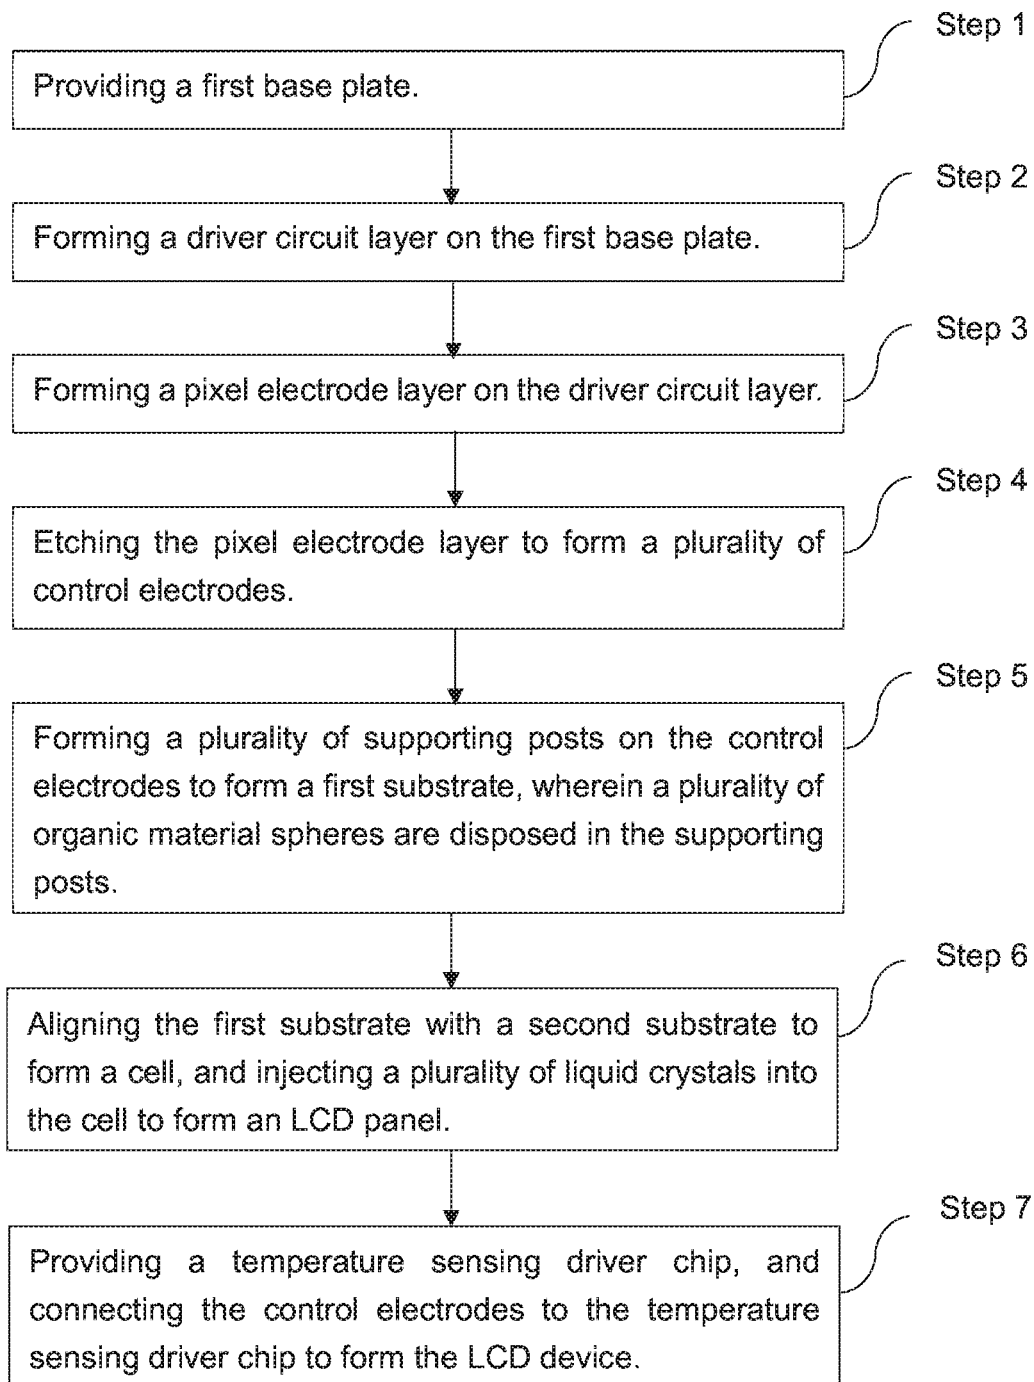 Step 1
Providing a first base plate.
Step 2
Forming a driver circuit layer on the first base plate.
Step 3
Forming a pixel electrode layer on the driver circuit layer.
Step 4
Etching the pixel electrode layer to form a plurality of
control electrodes.
Step 5
Forming a plurality of supporting posts on the control
electrodes to form a first substrate, wherein a plurality of
organic material spheres are disposed in the supporting
posts.
Step 6
Aligning the first substrate with a second substrate to
form a cell, and injecting a plurality of liquid crystals into
the cell to form an LCD panel.
Step 7
Providing a temperature sensing driver chip, and
connecting the control electrodes to the temperature
sensing driver chip to form the LCD device.